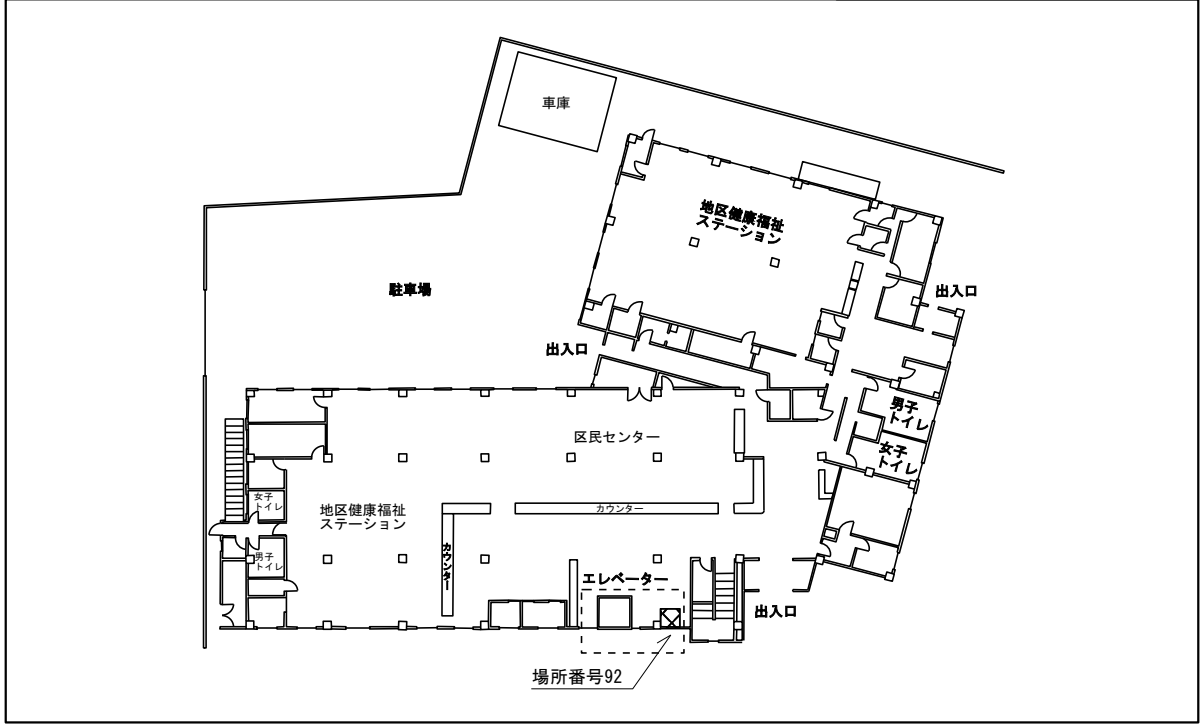 車庫
地区健康福祉
ステーション
駐車場
出入口
出入口
男子
トイレ
区民センター
女子
トイレ
女子
トイレ
地区健康福祉
ステーション
カウンター
カウンター
男子
トイレ
エレベーター
出入口
場所番号92